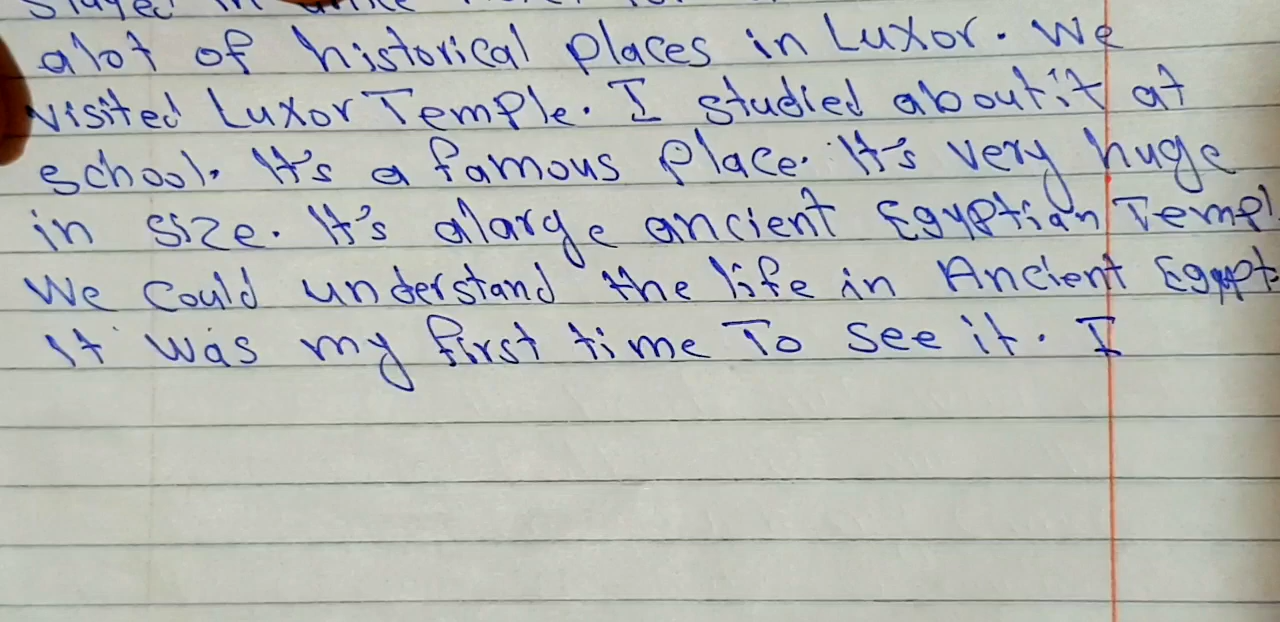 stayed in
alot of historical places in Luxor. We
visited Luxor Temple. I studied about it at
school. It's a famous place. It's very huge
in size. It's alarge ancient Egyptian Templ
We Could understand the life in Ancient Egypt.
It was my first time To see it. I